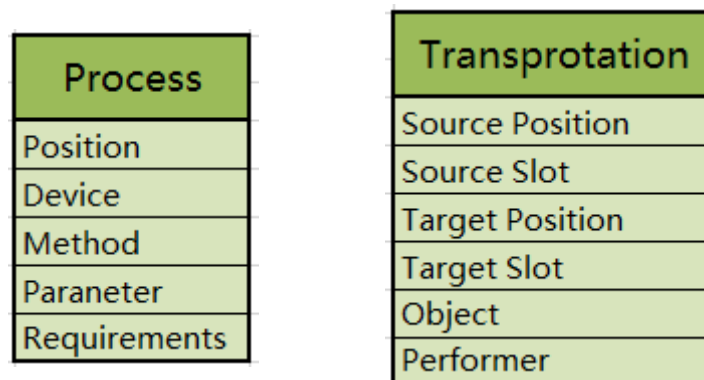 Process
Position
Device
Method
Paraneter
Requirements
Transprotation
Source Position
Source Slot
Target Position
Target Slot
Object
Performer